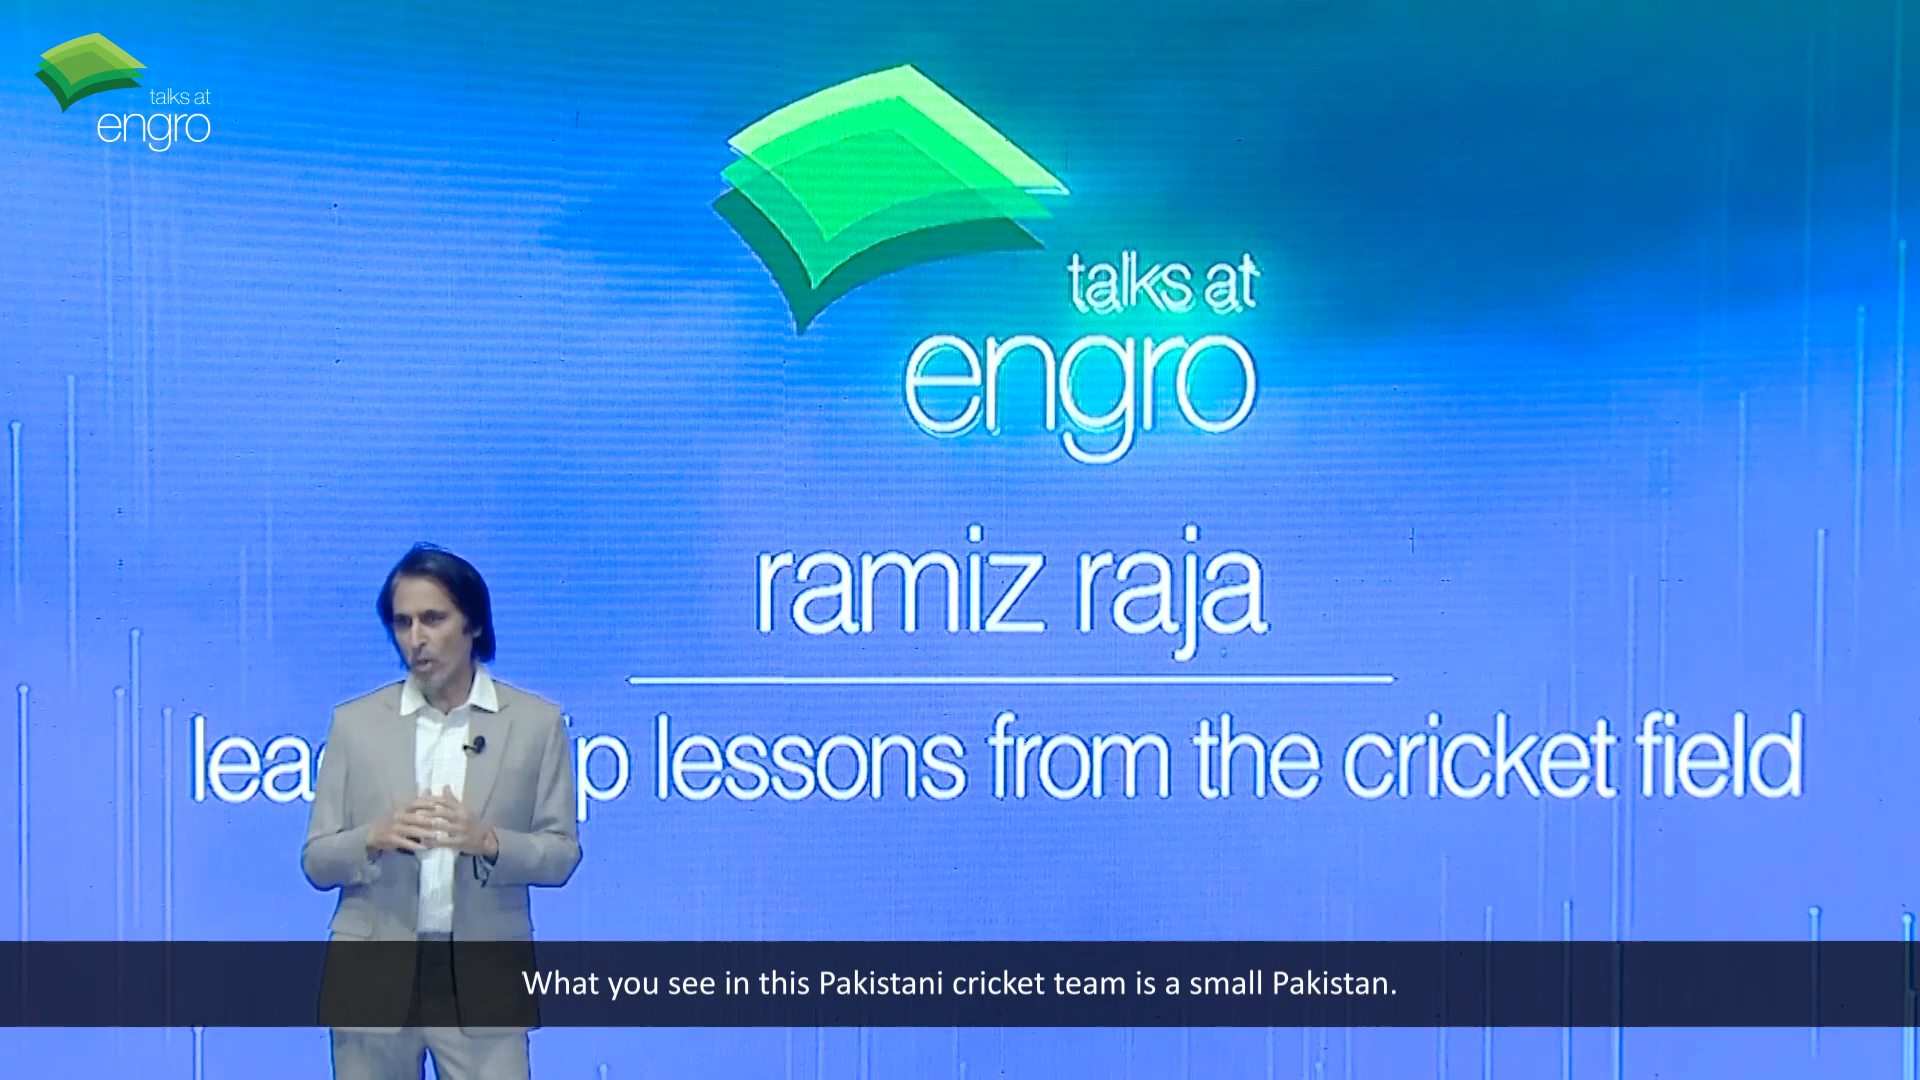 talks at
engro
talks at
engro
ramiz raja
lea ip lessons from the cricket field
What you see in this Pakistani cricket team is a small Pakistan.